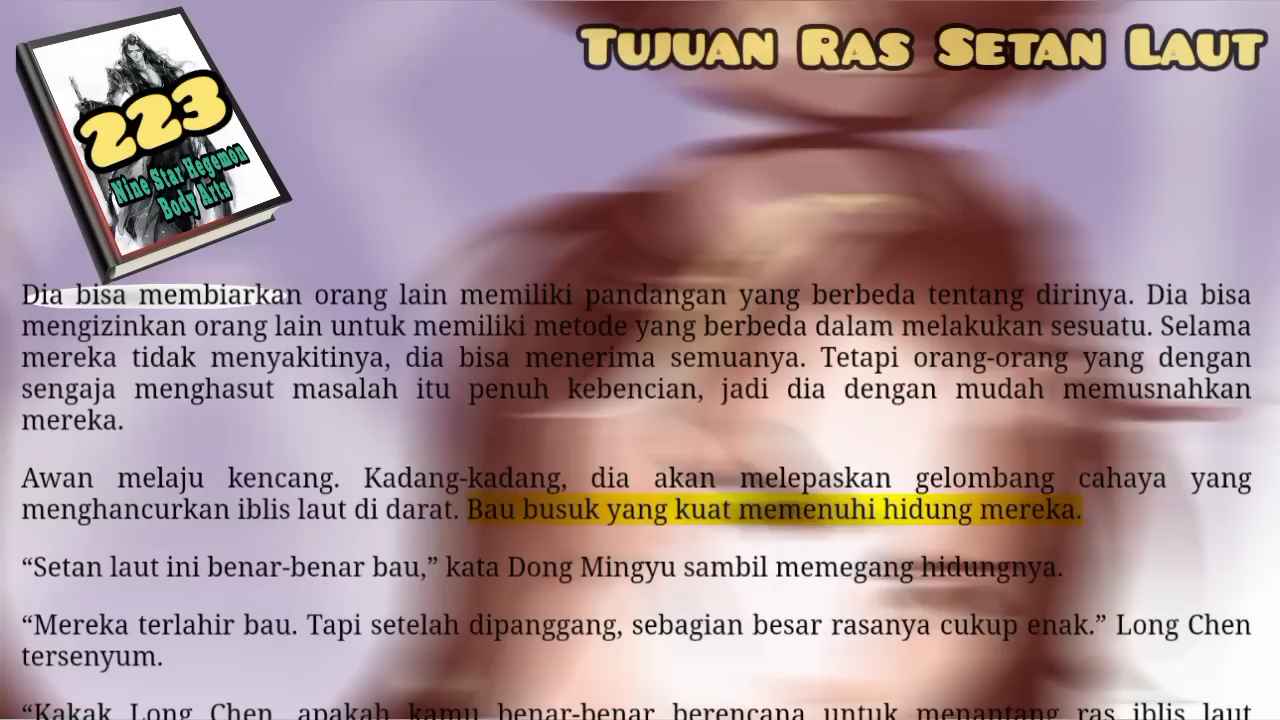 Tujuan Ras Setan Laut
223
Nine Star Hegemon
Body Arts
Dia bisa membiarkan orang lain memiliki pandangan yang berbeda tentang dirinya. Dia bisa
mengizinkan orang lain untuk memiliki metode yang berbeda dalam melakukan sesuatu. Selama
mereka tidak menyakitinya, dia bisa menerima semuanya. Tetapi orang-orang yang dengan
sengaja menghasut masalah itu penuh kebencian, jadi dia dengan mudah memusnahkan
mereka.
Awan melaju kencang. Kadang-kadang, dia akan melepaskan gelombang cahaya yang
menghancurkan iblis laut di darat. Bau busuk yang kuat memenuhi hidung mereka.
“Setan laut ini benar-benar bau,” kata Dong Mingyu sambil memegang hidungnya.
“Mereka terlahir bau. Tapi setelah dipanggang, sebagian besar rasanya cukup enak.” Long Chen
tersenyum.
“Kakak Long Chen, apakah kamu benar-benar berencana untuk menantang ras iblis laut